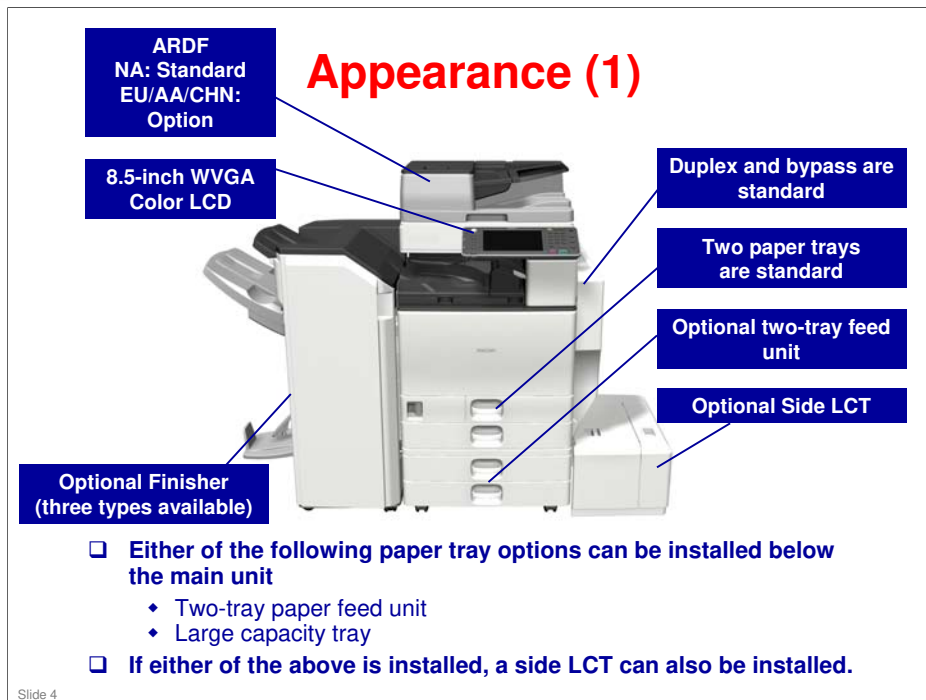 Appearance (1)
ARDF
NA: Standard
EU/AA/CHN:
Option
8.5-inch WVGA
Color LCD
Duplex and bypass are
standard
Two paper trays
are standard
Optional two-tray feed
unit
Optional Side LCT
Optional Finisher
(three types available)
❑ Either of the following paper tray options can be installed below
the main unit
◆ Two-tray paper feed unit
◆ Large capacity tray
❑ If either of the above is installed, a side LCT can also be installed.
Slide 4